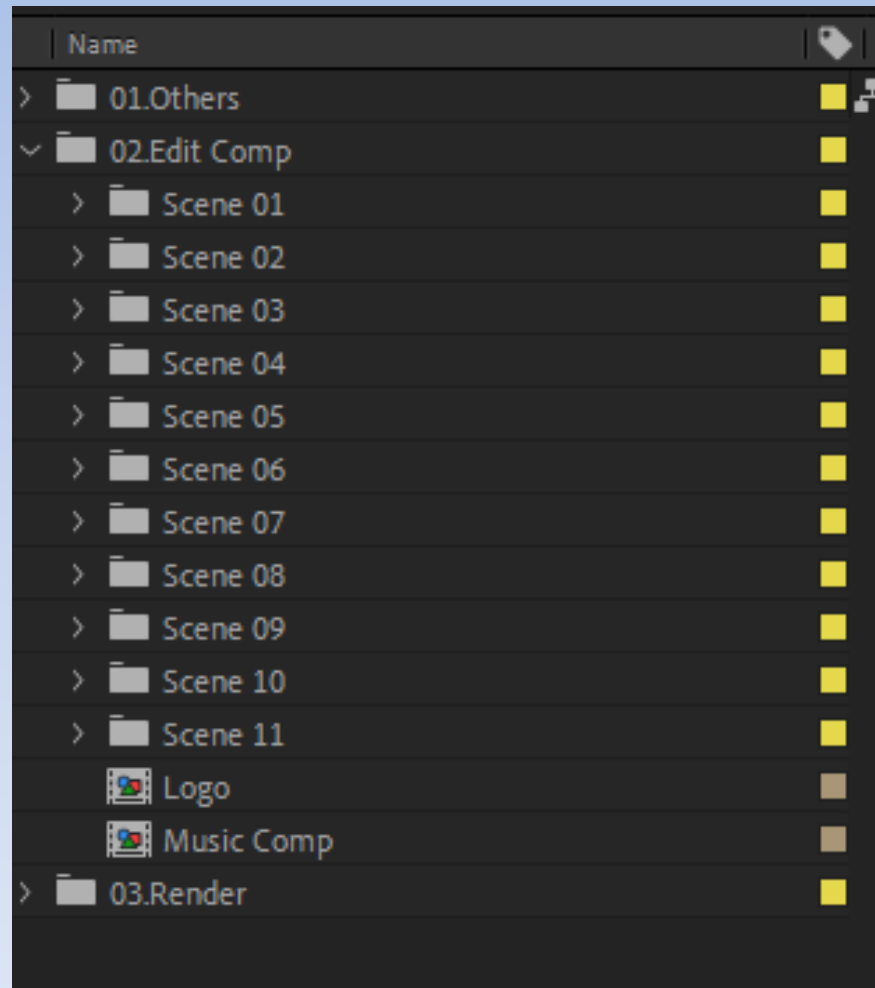 Name
01.Others
02.Edit Comp
Scene 01
Scene 02
Scene 03
Scene 04
Scene 05
Scene 06
Scene 07
Scene 08
Scene 09
Scene 10
Scene 11
Logo
Music Comp
03.Render